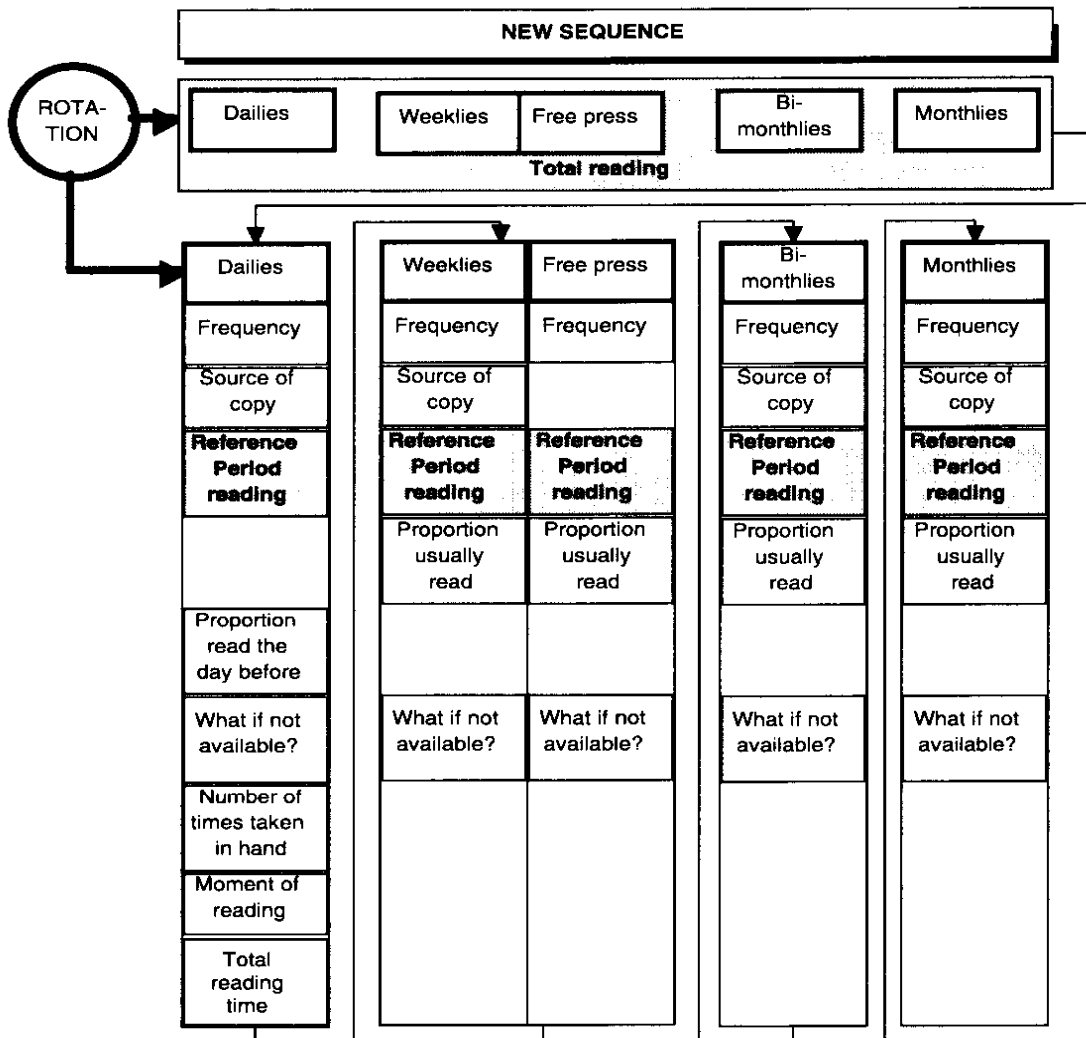 NEW SEQUENCE
ROTA-
TION
Dailies
Weeklies
Free press
Bi-
monthlies
Monthlies
Total reading
Dailies
Frequency
Source of
copy
Reference
Period
reading
Proportion
read the
day before
What if not
available?
Number of
times taken
in hand
Moment of
reading
Total
reading
time
Weeklies
Frequency
Source of
copy
Reference
Period
reading
Proportion
usually
read
What if not
available?
Free press
Frequency
Reference
Period
reading
Proportion
usually
read
What if not
available?
Bi-
monthlies
Frequency
Source of
copy
Reference
Period
reading
Proportion
usually
read
What if not
available?
Monthlies
Frequency
Source of
copy
Reference
Period
reading
Proportion
usually
read
What if not
available?